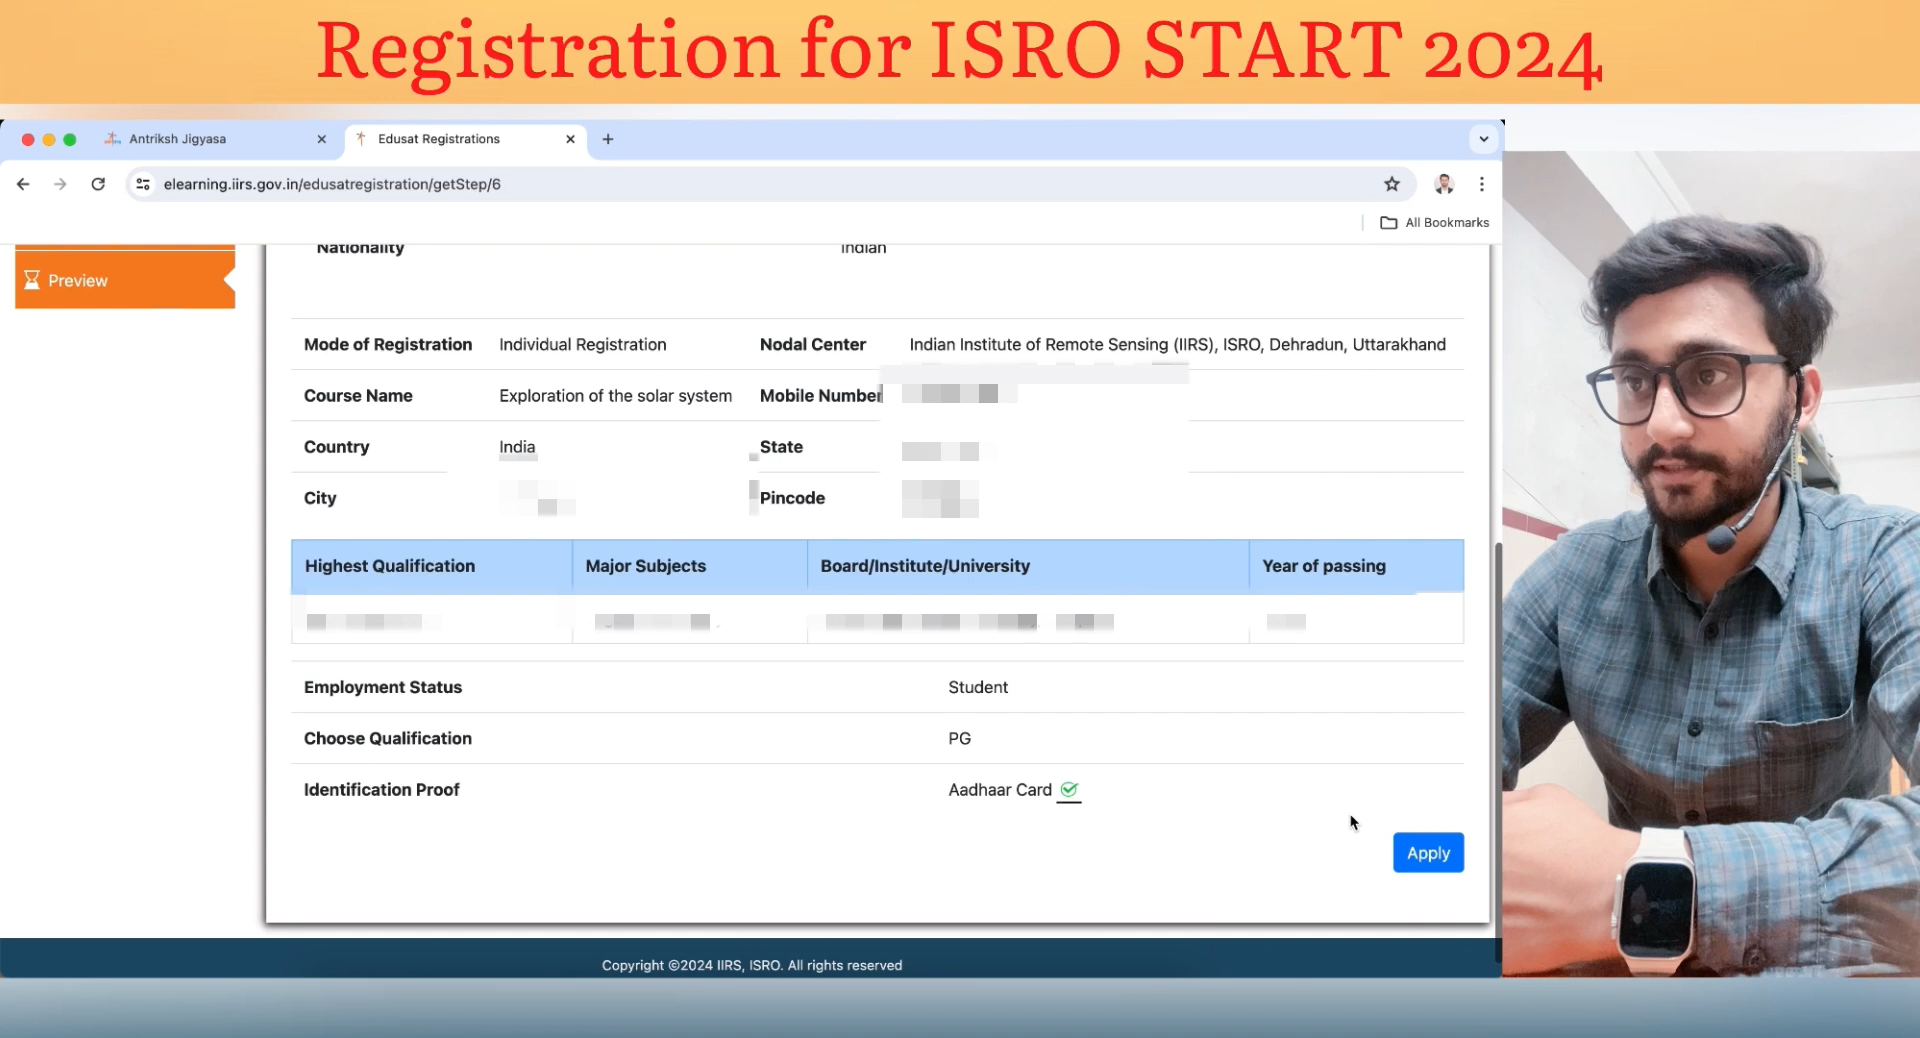 Registration for ISRO START 2024
Antriksh Jigyasa
Edusat Registrations
elearning.iirs.gov.in/edusatregistration/getStep/6
All Bookmarks
Nationality Indian
Preview
Mode of Registration Individual Registration Nodal Center Indian Institute of Remote Sensing (IIRS), ISRO, Dehradun, Uttarakhand
Course Name Exploration of the solar system Mobile Number
Country India State
City Pincode
Highest Qualification Major Subjects Board/Institute/University Year of passing
Employment Status Student
Choose Qualification PG
Identification Proof Aadhaar Card
Apply
Copyright ©2024 IIRS, ISRO. All rights reserved